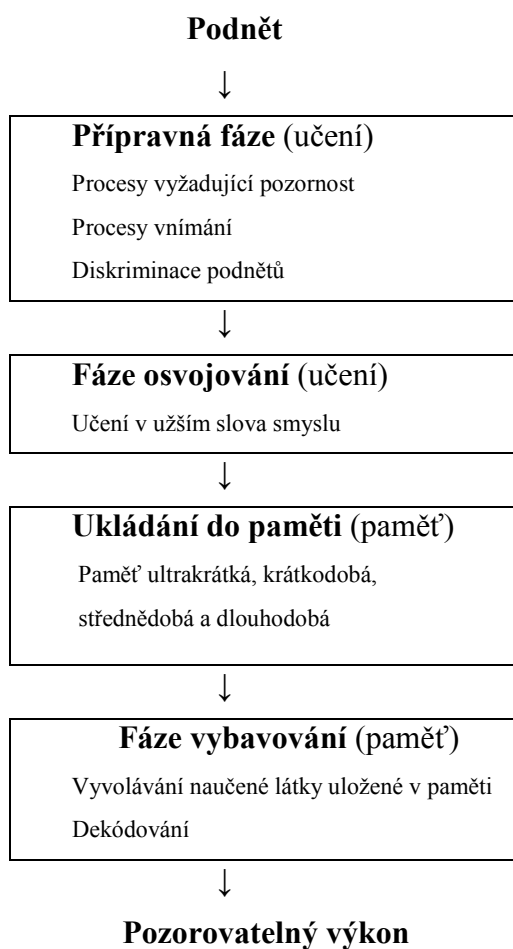 Podnět
↓
Přípravná fáze (učení)
Procesy vyžadující pozornost
Procesy vnímání
Diskriminace podnětů
↓
Fáze osvojování (učení)
Učení v užším slova smyslu
↓
Ukládání do paměti (paměť)
Paměť ultrakrátká, krátkodobá,
střednědobá a dlouhodobá
↓
Fáze vybavování (paměť)
Vyvolávání naučené látky uložené v paměti
Dekódování
↓
Pozorovatelný výkon